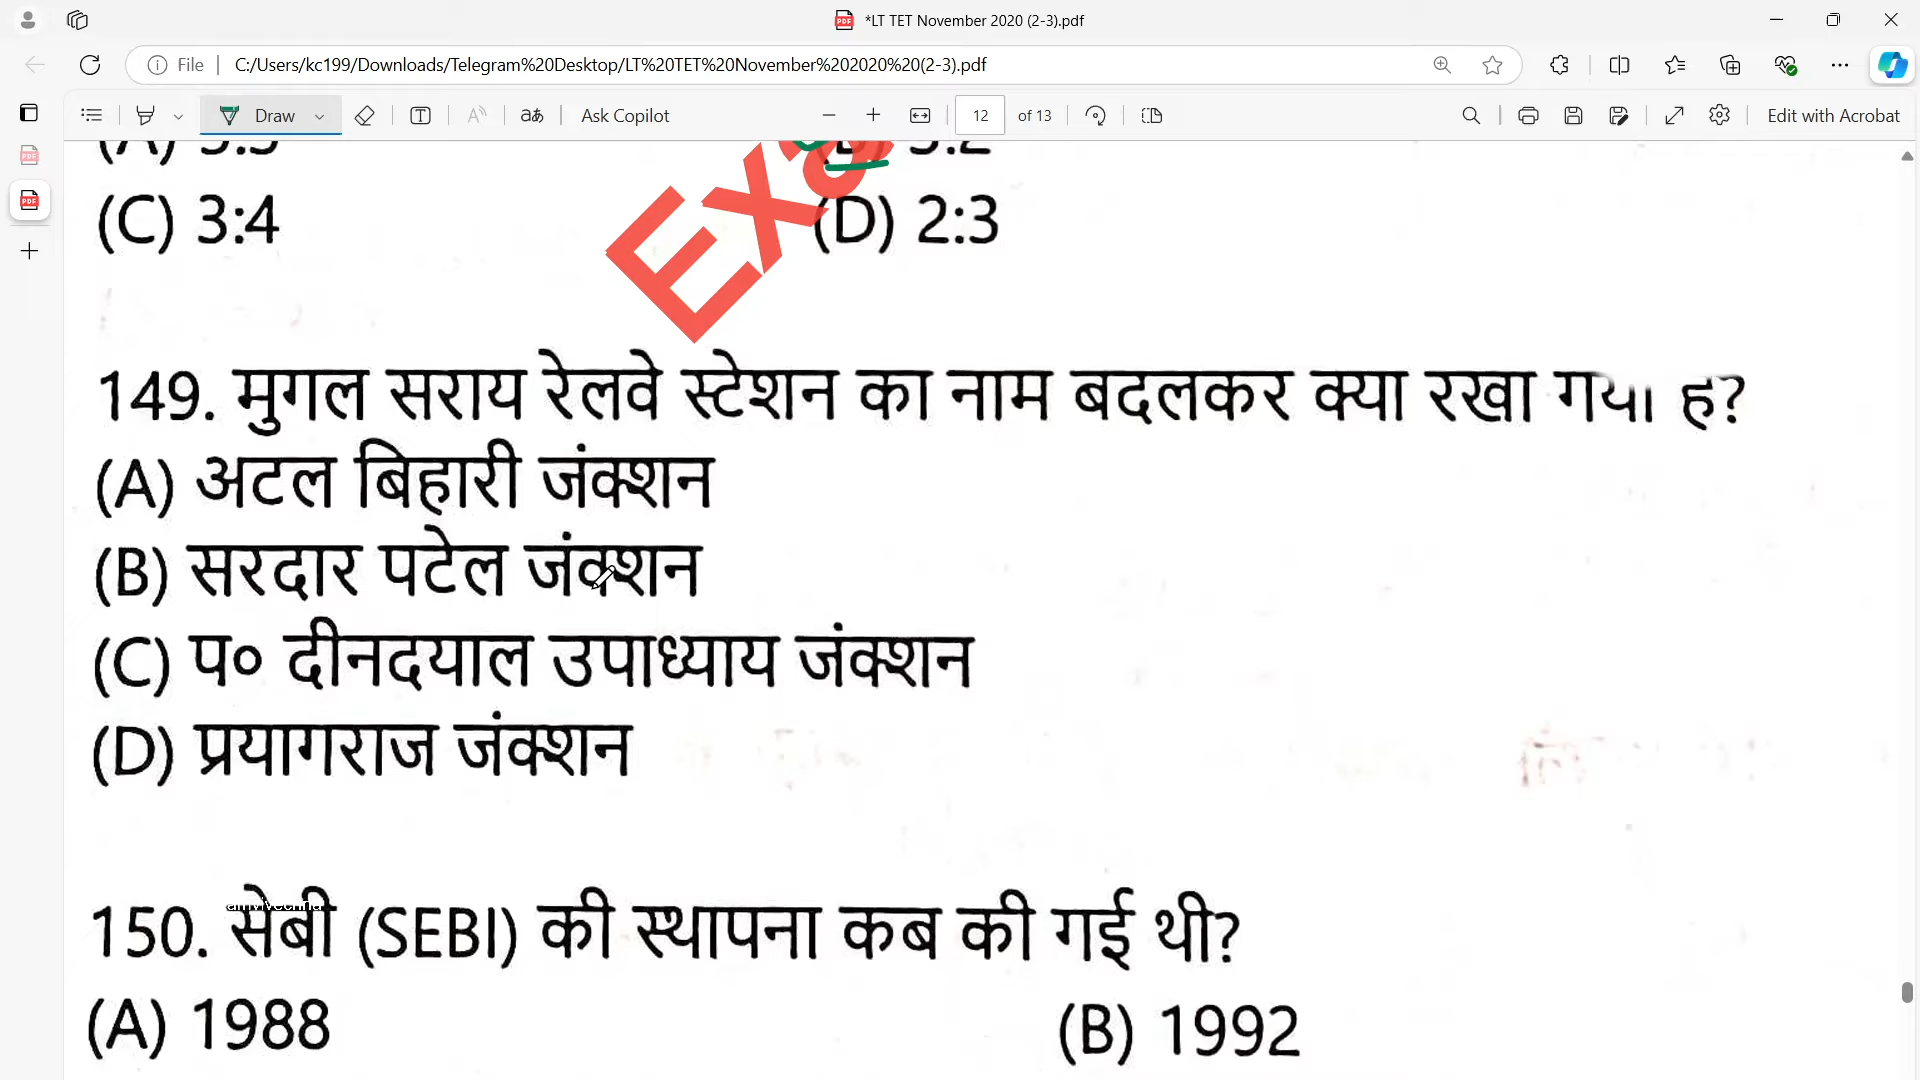 *LT TET November 2020 (2-3).pdf
File C:/Users/kc199/Downloads/Telegram%20Desktop/LT%20TET%20November%202020%20(2-3).pdf
Draw Ask Copilot 12 of 13 Edit with Acrobat
(C) 3:4 (D) 2:3
149. मुगल सराय रेलवे स्टेशन का नाम बदलकर क्या रखा गया है?
(A) अटल बिहारी जंक्शन
(B) सरदार पटेल जंक्शन
(C) प० दीनदयाल उपाध्याय जंक्शन
(D) प्रयागराज जंक्शन
150. सेबी (SEBI) की स्थापना कब की गई थी?
(A) 1988 (B) 1992